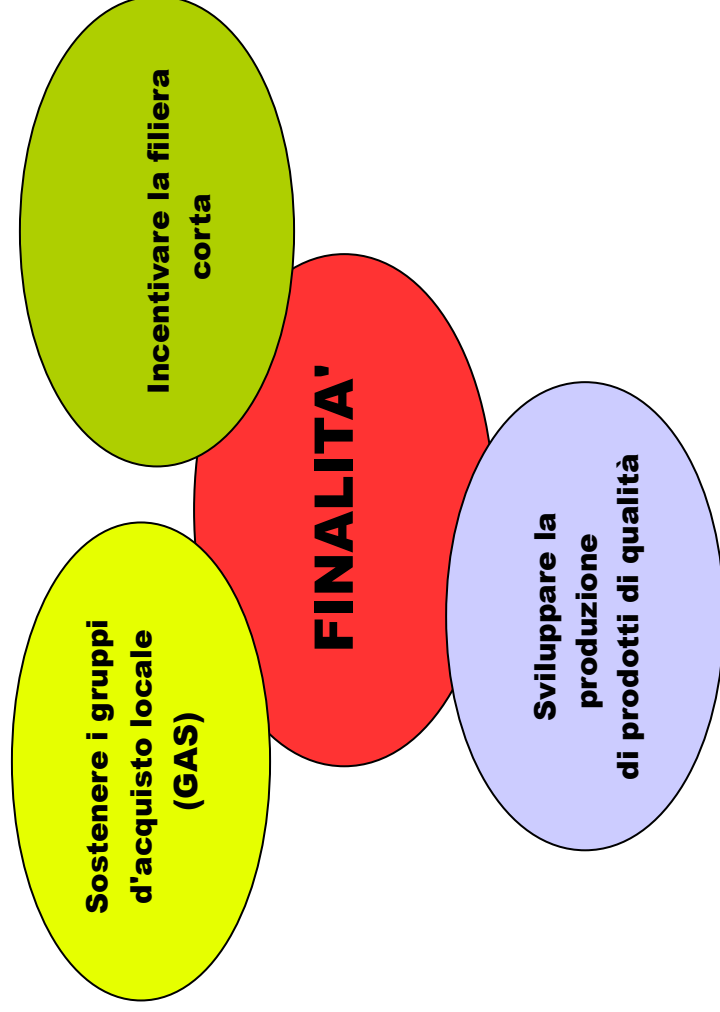 Sostenere i gruppi
d'acquisto locale
(GAS)
Incentivare la filiera
corta
FINALITA'
Sviluppare la
produzione
di prodotti di qualità